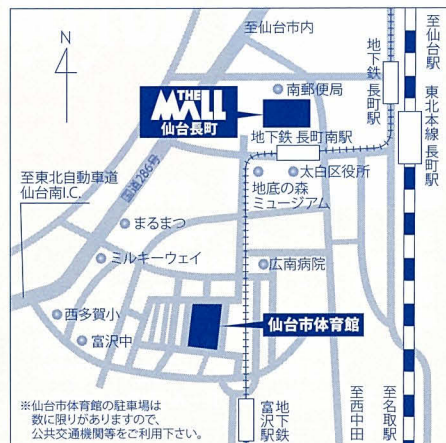 N
至仙台市内
至仙台駅
東北本線 長町駅
地下鉄 長町駅
南郵便局
THE
MALL
仙台長町
地下鉄 長町南駅
太白区役所
地底の森
ミュージアム
国道286号
至東北自動車道
仙台南I.C.
まるまつ
ミルキーウェイ
広南病院
西多賀小
富沢中
仙台市体育館
地下鉄
富沢駅
至西中田
至名取駅
※仙台市体育館の駐車場は
数に限りがありますので、
公共交通機関等をご利用下さい。